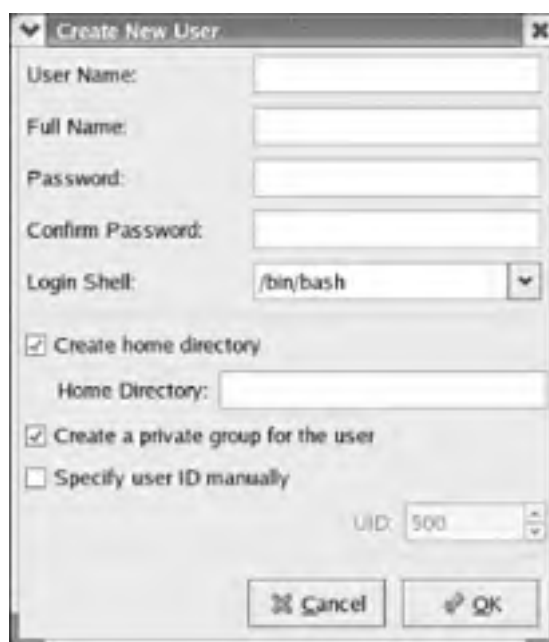 Create New User
User Name:
Full Name:
Password:
Confirm Password:
Login Shell: /bin/bash
Create home directory
Home Directory:
Create a private group for the user
Specify user ID manually
UID: 500
Cancel OK